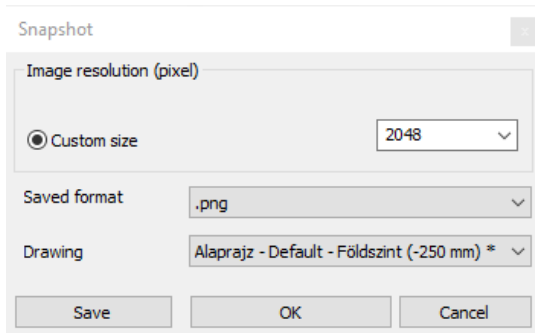 Snapshot
Image resolution (pixel)
Custom size 2048
Saved format .png
Drawing Alaprajz - Default - Földszint (-250 mm) *
Save OK Cancel